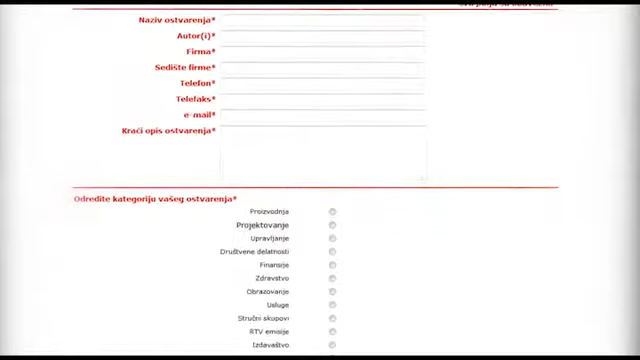 Naziv ostvarenja*
Autor(i)*
Firma*
Sedište firme*
Telefon*
Telefaks*
e-mail*
Kraći opis ostvarenja*
Odredite kategoriju vašeg ostvarenja*
Proizvodnja
Projektovanje
Upravljanje
Društvene delatnosti
Finansije
Zdravstvo
Obrazovanje
Usluge
Stručni skupovi
RTV emisije
Izdavaštvo